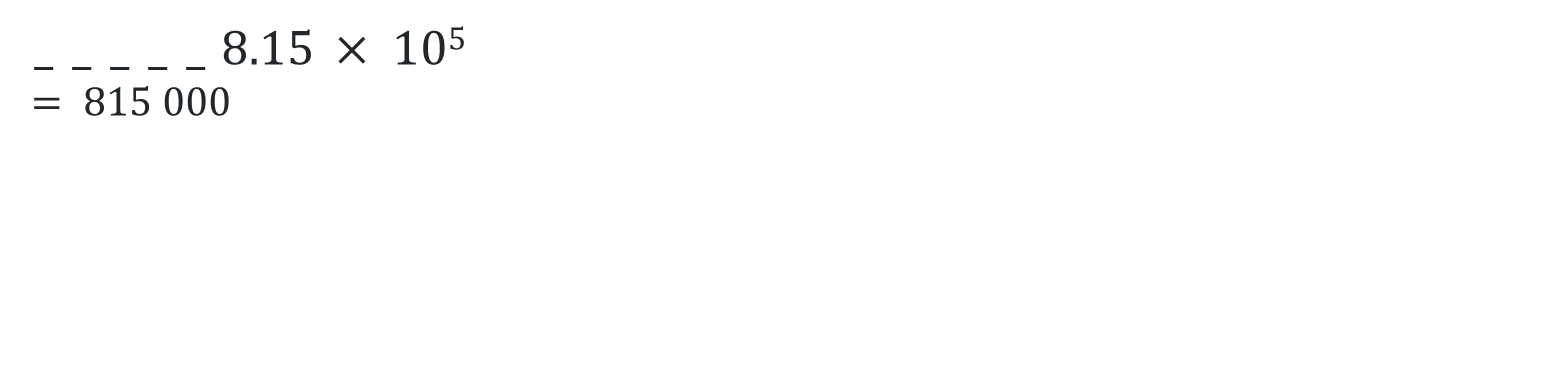 _ _ _ _ _ 8.15 × 10⁵
= 815 000